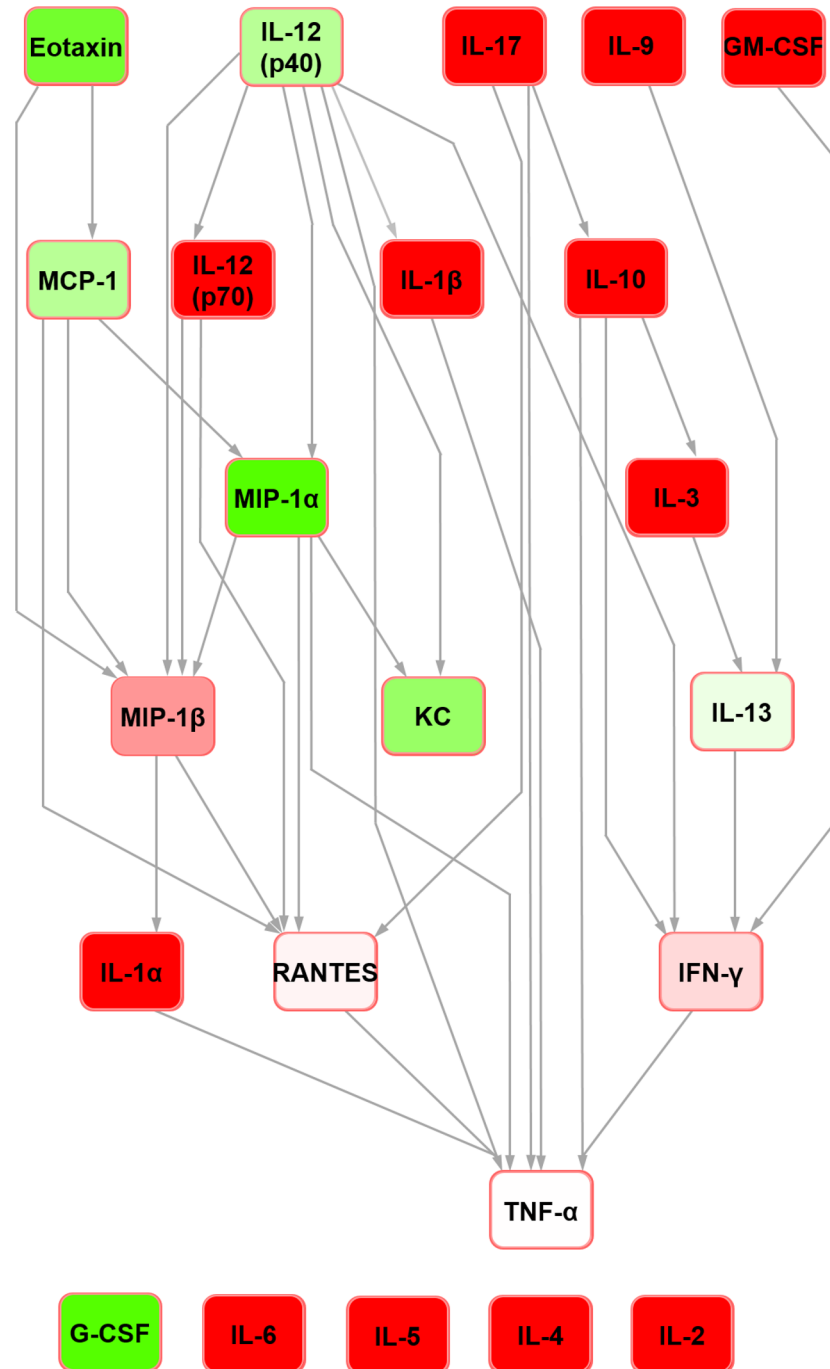 Eotaxin
IL-12
(p40)
IL-17
IL-9
GM-CSF
MCP-1
IL-12
(p70)
IL-1β
IL-10
MIP-1α
IL-3
MIP-1β
KC
IL-13
IL-1α
RANTES
IFN-γ
TNF-α
G-CSF
IL-6
IL-5
IL-4
IL-2